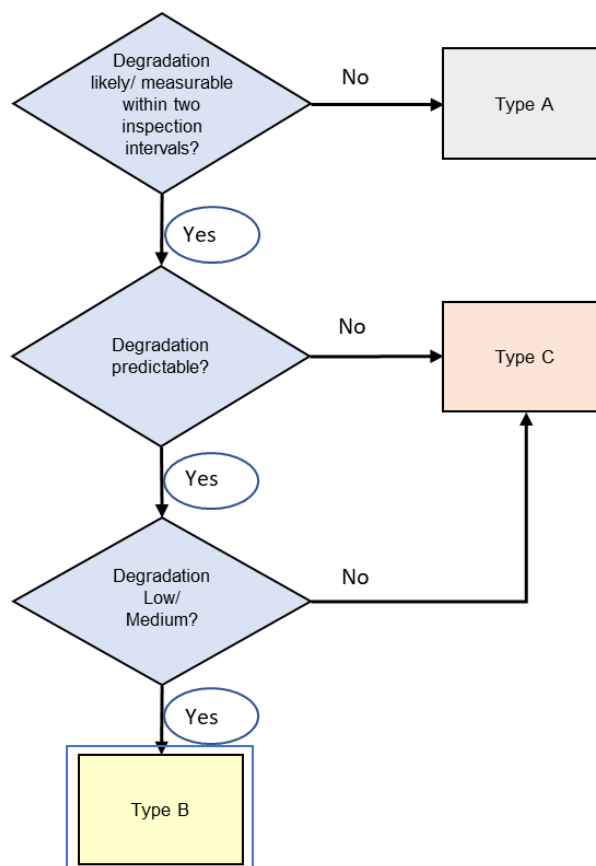 Degradation
likely/ measurable
within two
inspection
intervals?
No
Type A
Yes
Degradation
predictable?
No
Type C
Yes
Degradation
Low/
Medium?
No
Yes
Type B